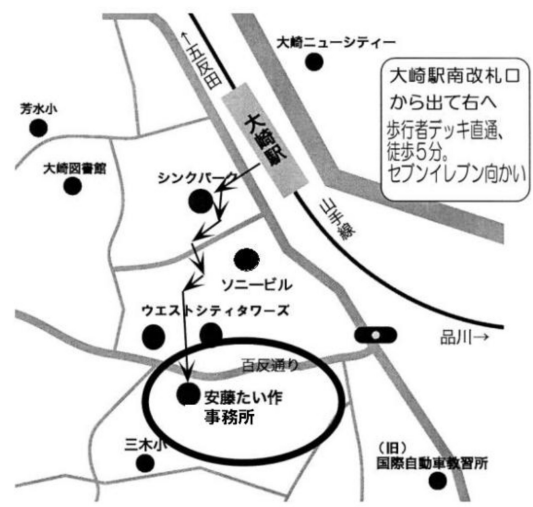 ←五反田
大崎ニューシティー
大崎駅南改札口
から出て右へ
歩行者デッキ直通、
徒歩5分。
セブンイレブン向かい
芳水小
大崎駅
大崎図書館
シンクパーク
山手線
ソニービル
ウエストシティタワーズ
品川→
百反通り
安藤たい作
事務所
三木小
(旧)
国際自動車教習所